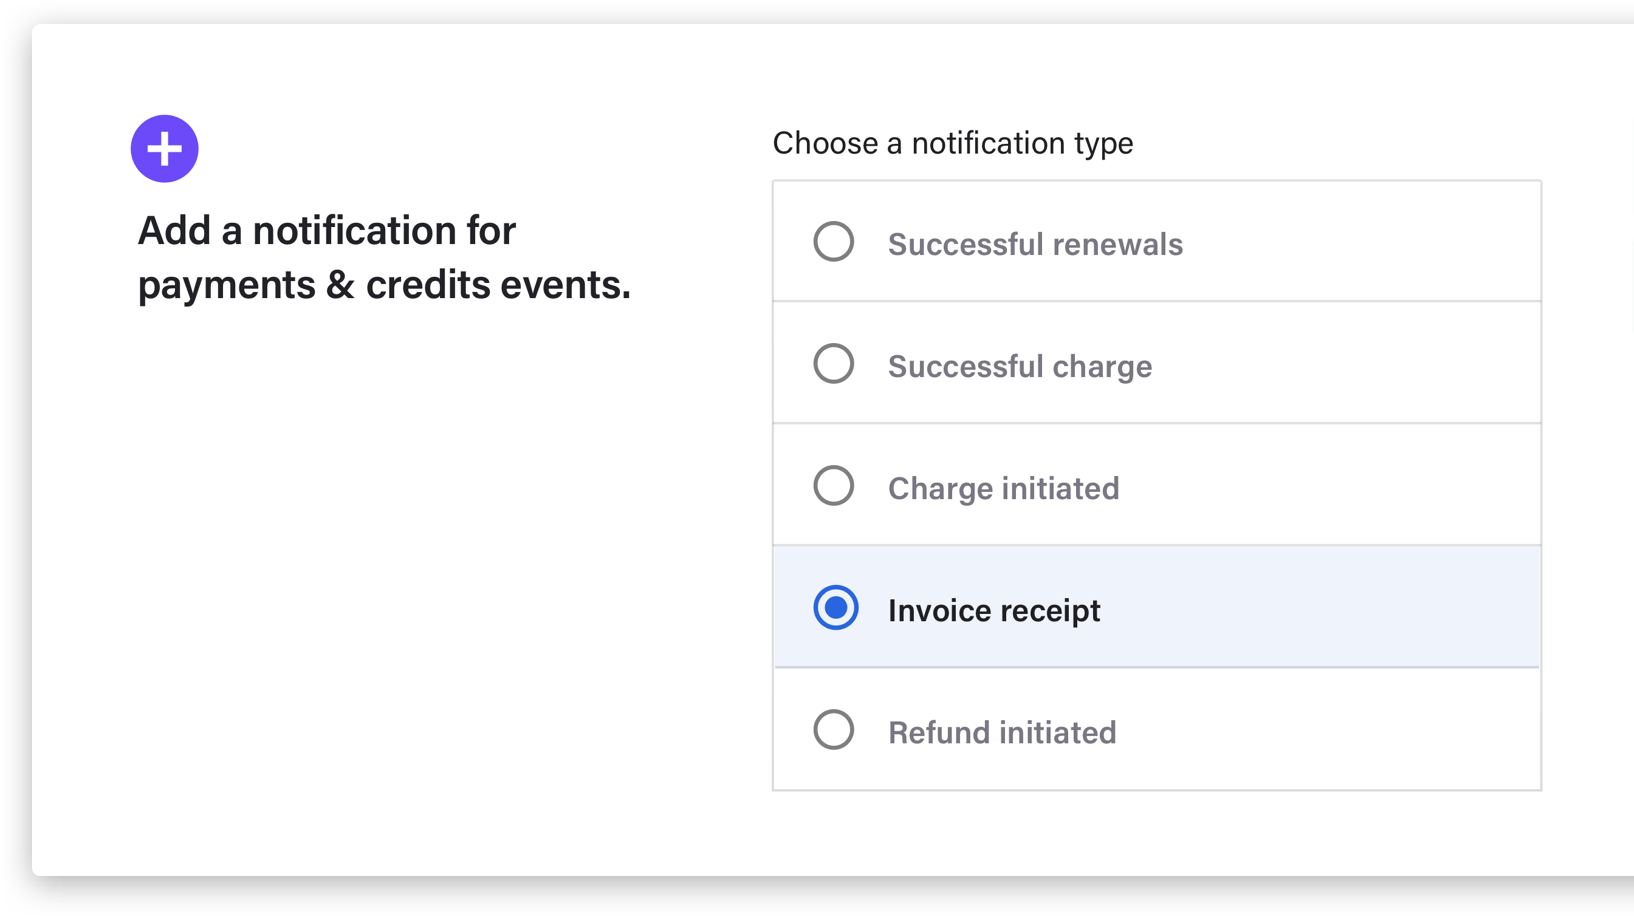 Add a notification for
payments & credits events.
Choose a notification type
Successful renewals
Successful charge
Charge initiated
Invoice receipt
Refund initiated